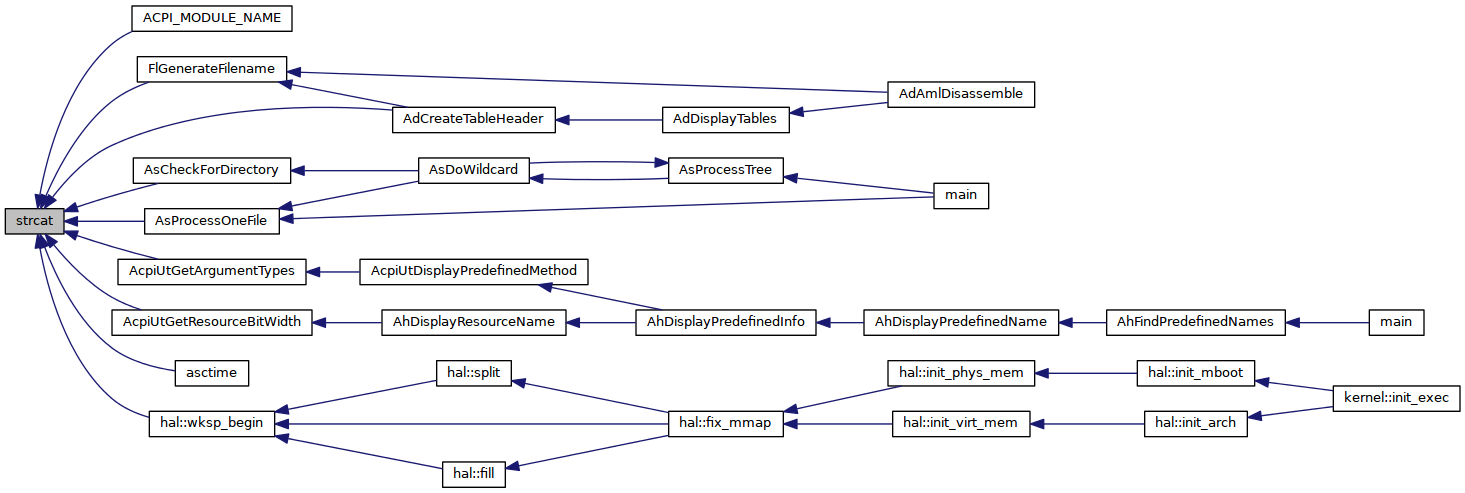 ACPI_MODULE_NAME
FlGenerateFilename
AdAmlDisassemble
AdCreateTableHeader
AdDisplayTables
AsCheckForDirectory
AsDoWildcard
AsProcessTree
main
strcat
AsProcessOneFile
AcpiUtGetArgumentTypes
AcpiUtDisplayPredefinedMethod
AcpiUtGetResourceBitWidth
AhDisplayResourceName
AhDisplayPredefinedInfo
AhDisplayPredefinedName
AhFindPredefinedNames
main
asctime
hal::split
hal::init_phys_mem
hal::init_mboot
kernel::init_exec
hal::wksp_begin
hal::fix_mmap
hal::init_virt_mem
hal::init_arch
hal::fill